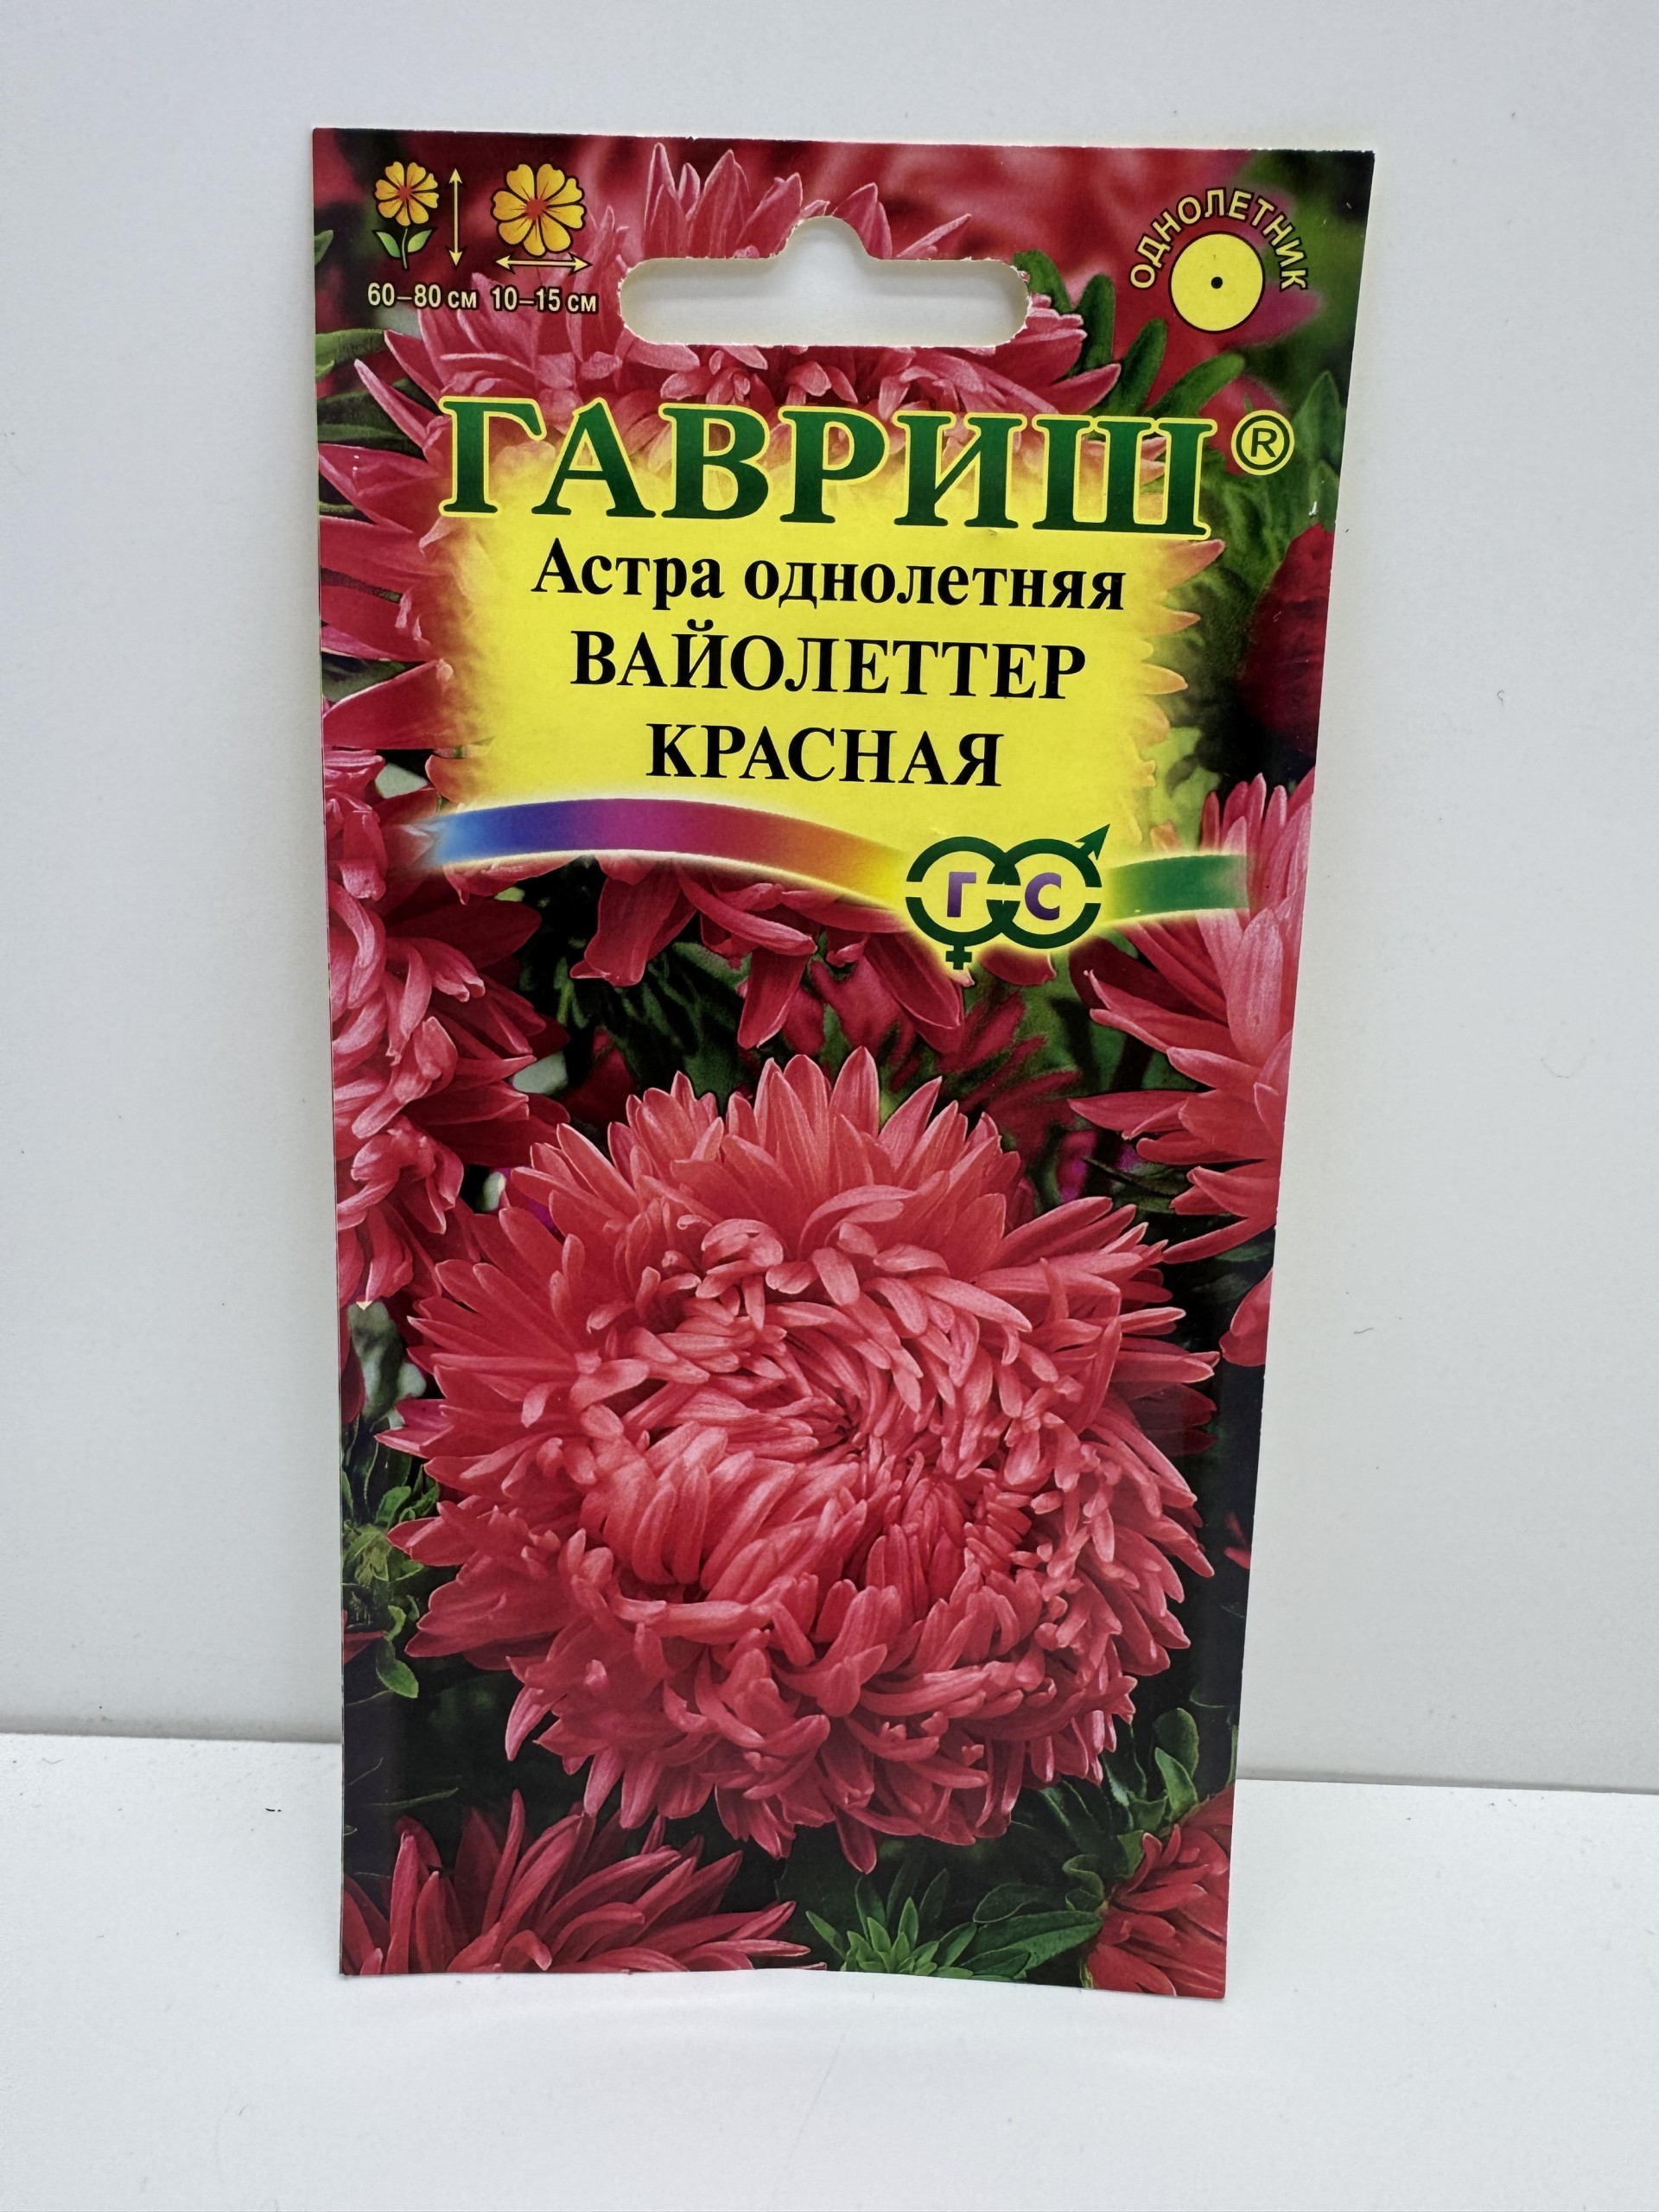 60–80 см 10–15 см
ОДНОЛЕТНИК
ГАВРИШ®
Астра однолетняя
ВАЙОЛЕТТЕР
КРАСНАЯ
Г С